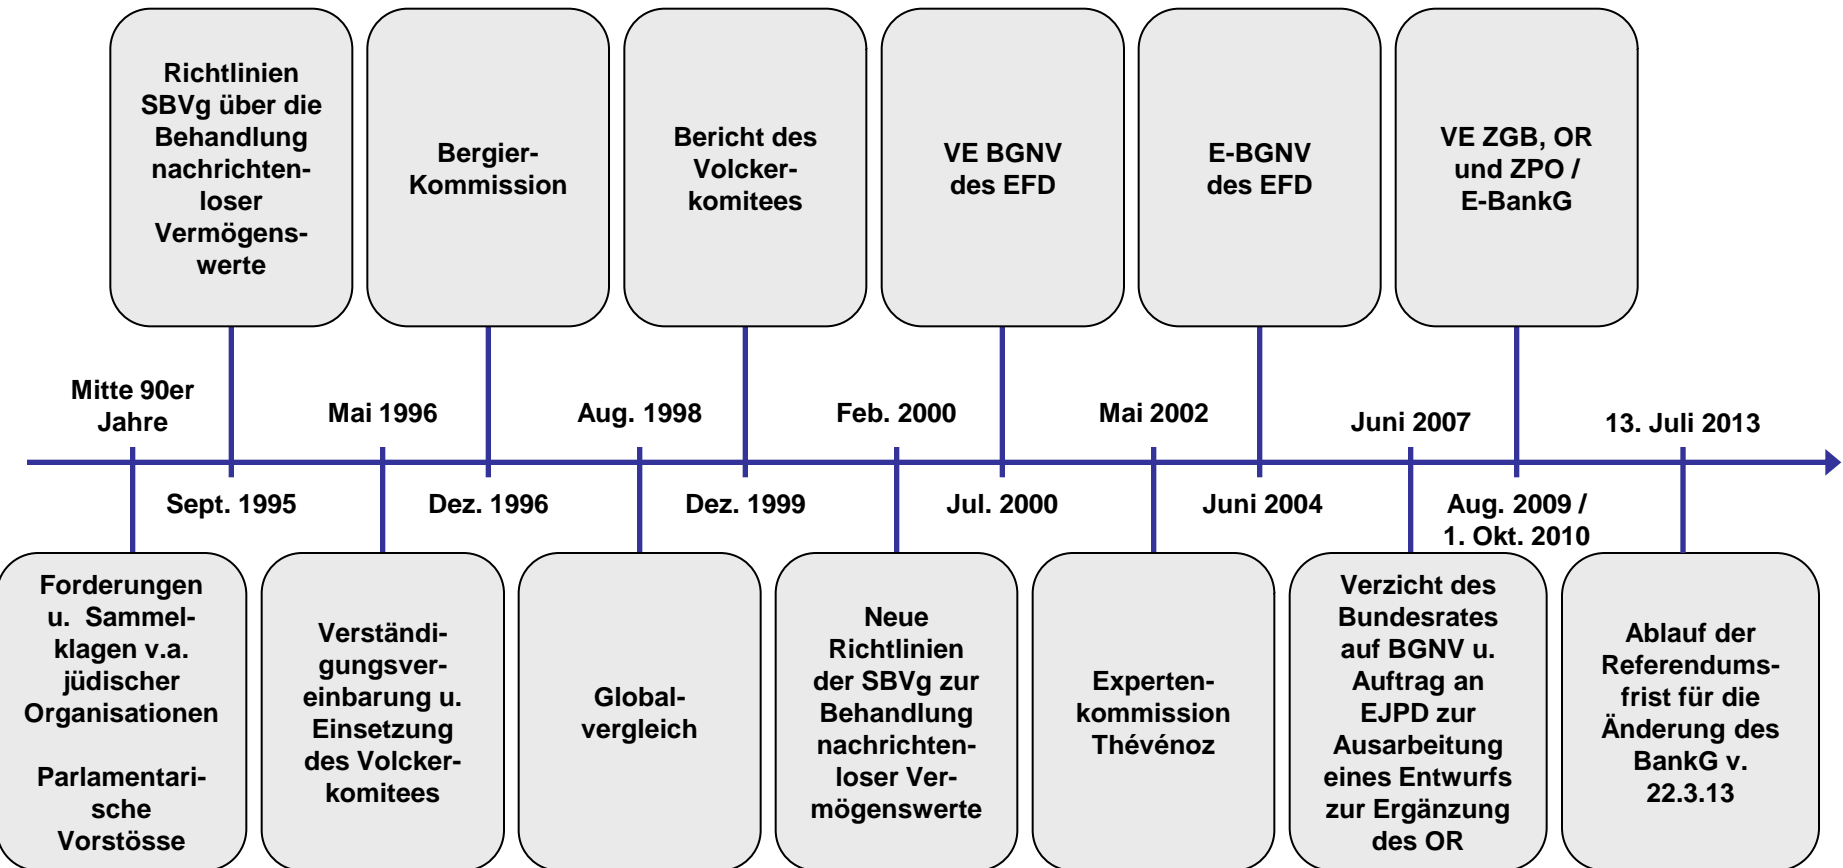 Richtlinien
SBVg über die
Behandlung
nachrichten-
loser
Vermögens-
werte
Bergier-
Kommission
Bericht des
Volcker-
komitees
VE BGNV
des EFD
E-BGNV
des EFD
VE ZGB, OR
und ZPO /
E-BankG
Mitte 90er
Jahre
Mai 1996
Aug. 1998
Feb. 2000
Mai 2002
Juni 2007
13. Juli 2013
Sept. 1995
Dez. 1996
Dez. 1999
Jul. 2000
Juni 2004
Aug. 2009 /
1. Okt. 2010
Forderungen
u. Sammel-
klagen v.a.
jüdischer
Organisationen
Parlamentari-
sche
Vorstösse
Verständi-
gungsver-
einbarung u.
Einsetzung
des Volcker-
komitees
Global-
vergleich
Neue
Richtlinien
der SBVg zur
Behandlung
nachrichten-
loser Ver-
mögenswerte
Experten-
kommission
Thévénoz
Verzicht des
Bundesrates
auf BGNV u.
Auftrag an
EJPD zur
Ausarbeitung
eines Entwurfs
zur Ergänzung
des OR
Ablauf der
Referendums-
frist für die
Änderung des
BankG v.
22.3.13